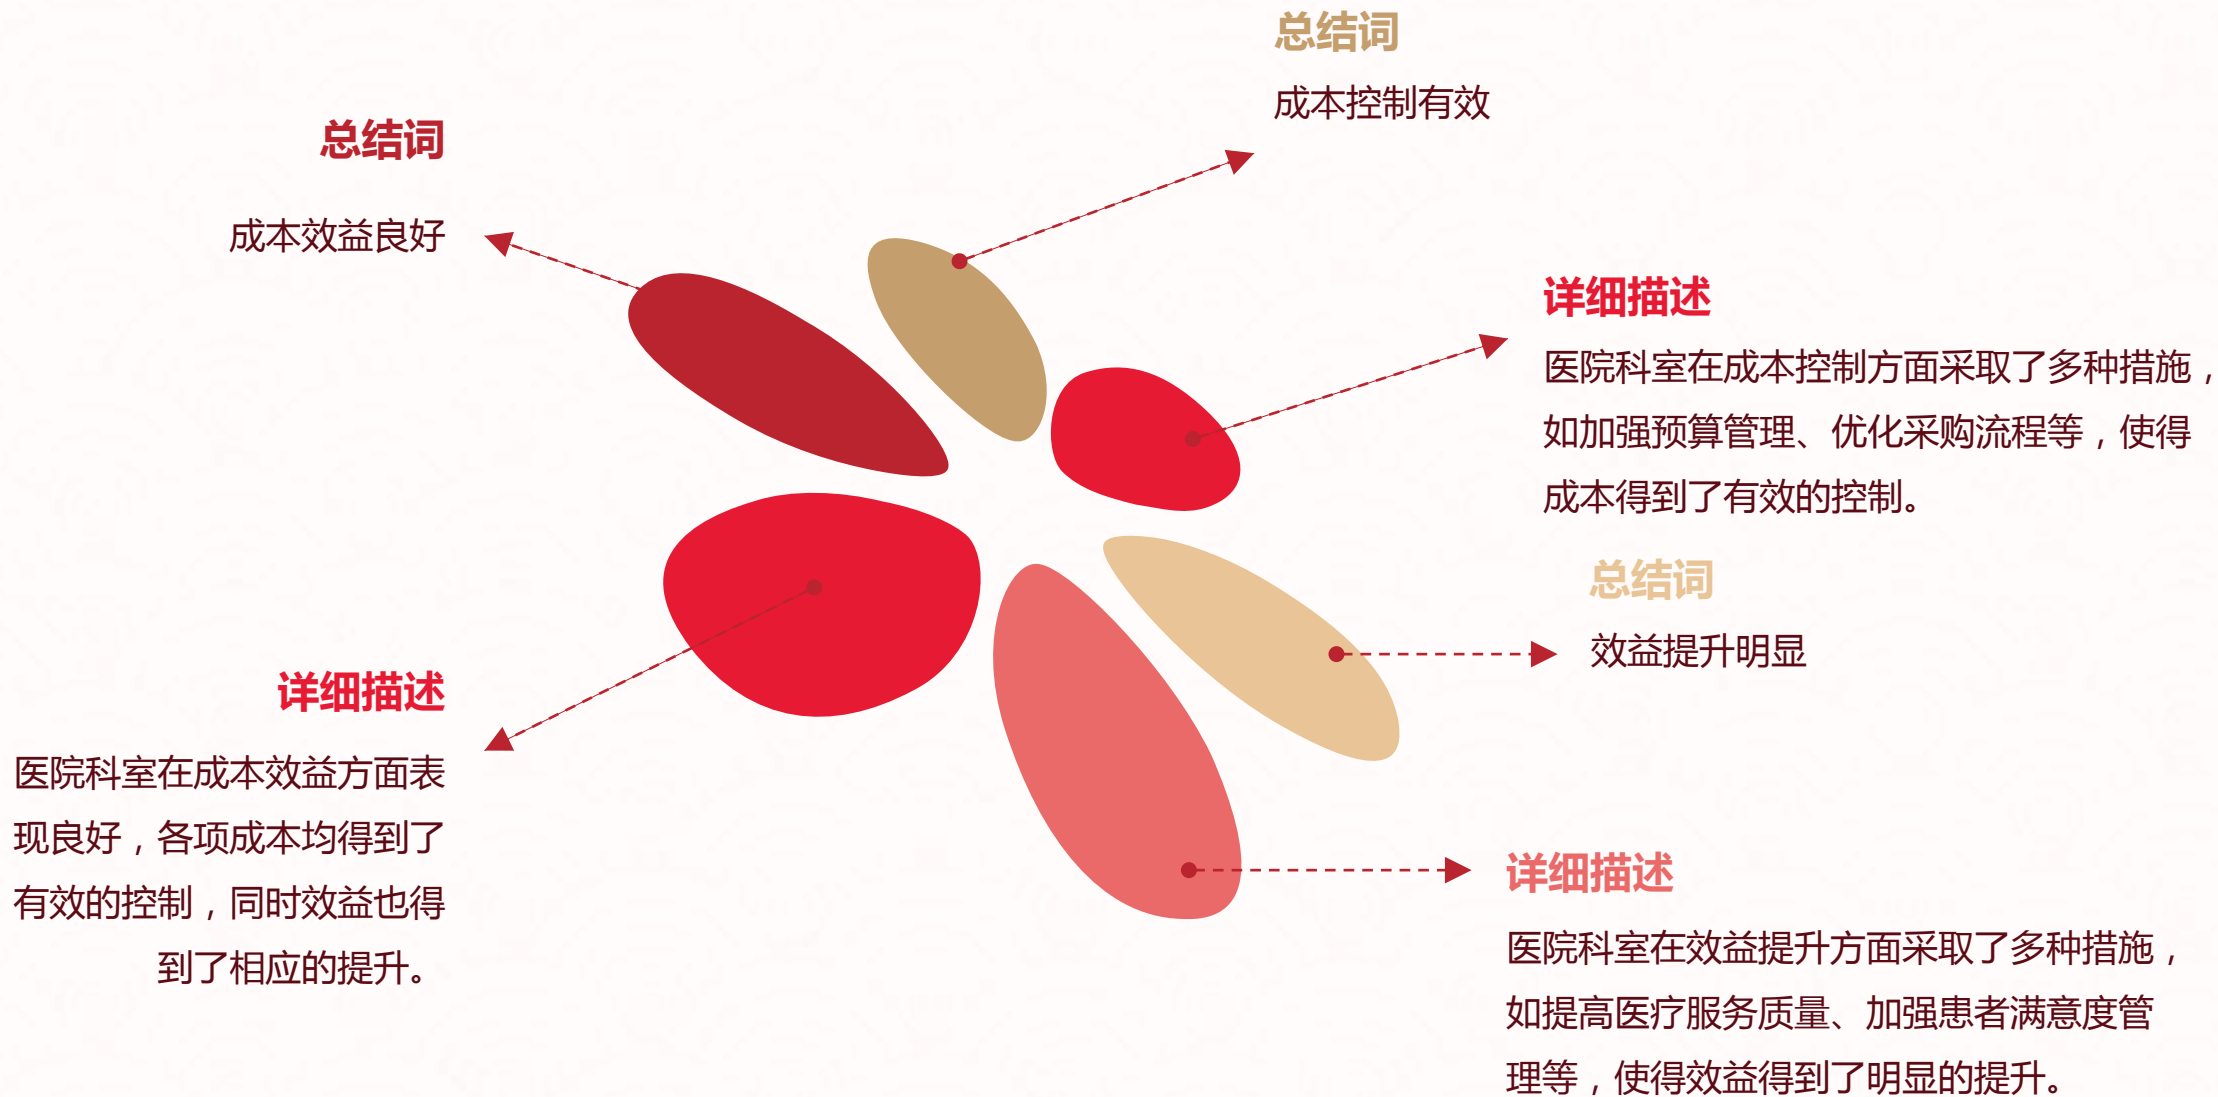 总结词
成本效益良好
详细描述
医院科室在成本效益方面表
现良好，各项成本均得到了
有效的控制，同时效益也得
到了相应的提升。
总结词
成本控制有效
详细描述
医院科室在成本控制方面采取了多种措施，
如加强预算管理、优化采购流程等，使得
成本得到了有效的控制。
总结词
效益提升明显
详细描述
医院科室在效益提升方面采取了多种措施，
如提高医疗服务质量、加强患者满意度管
理等，使得效益得到了明显的提升。